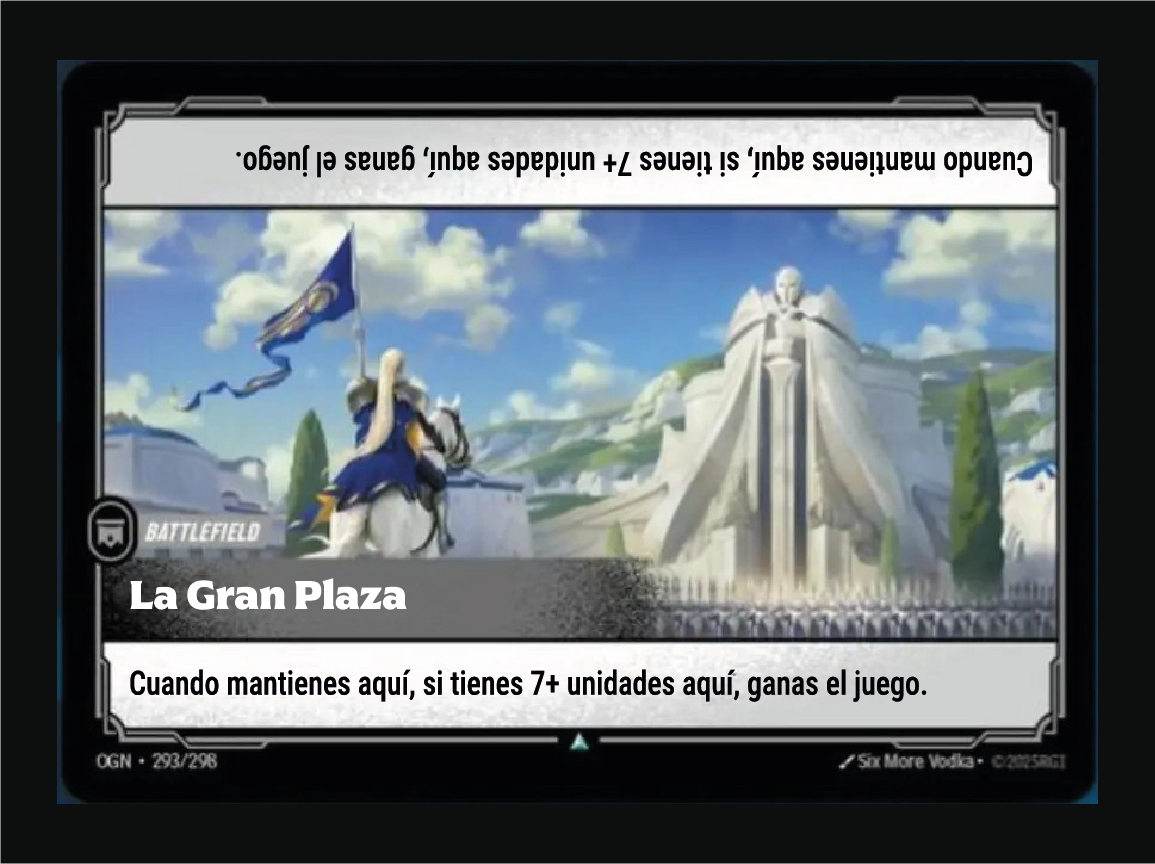 Cuando mantienes aquí, si tienes 7+ unidades aquí, ganas el juego.
BATTLEFIELD
La Gran Plaza
Cuando mantienes aquí, si tienes 7+ unidades aquí, ganas el juego.
OGN • 293/298
Six More Vodka • ©2025RGI